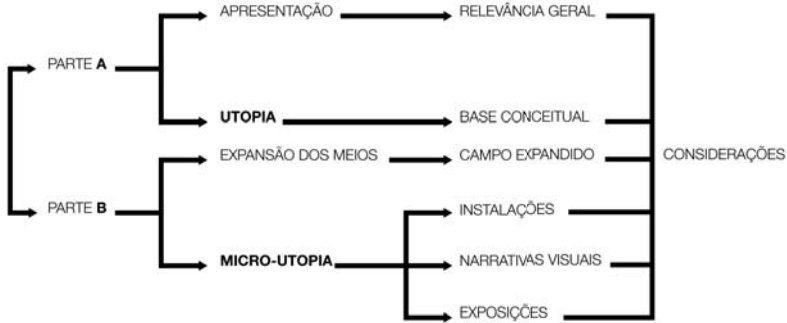 APRESENTAÇÃO
RELEVÂNCIA GERAL
PARTE A
UTOPIA
BASE CONCEITUAL
EXPANSÃO DOS MEIOS
CAMPO EXPANDIDO
CONSIDERAÇÕES
PARTE B
INSTALAÇÕES
MICRO-UTOPIA
NARRATIVAS VISUAIS
EXPOSIÇÕES